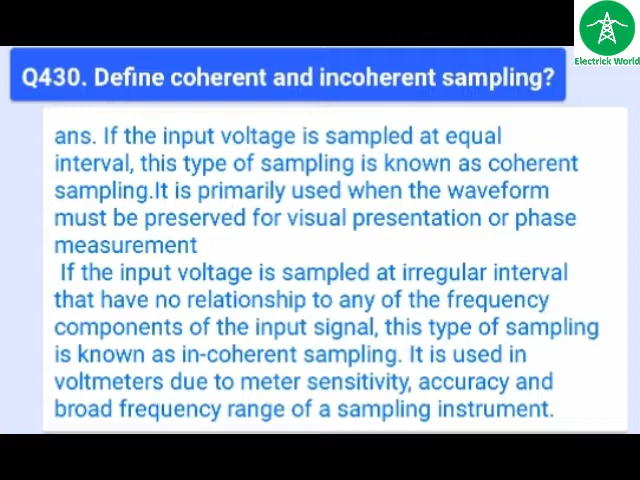 Electrick World
Q430. Define coherent and incoherent sampling?
ans. If the input voltage is sampled at equal
interval, this type of sampling is known as coherent
sampling.It is primarily used when the waveform
must be preserved for visual presentation or phase
measurement
If the input voltage is sampled at irregular interval
that have no relationship to any of the frequency
components of the input signal, this type of sampling
is known as in-coherent sampling. It is used in
voltmeters due to meter sensitivity, accuracy and
broad frequency range of a sampling instrument.